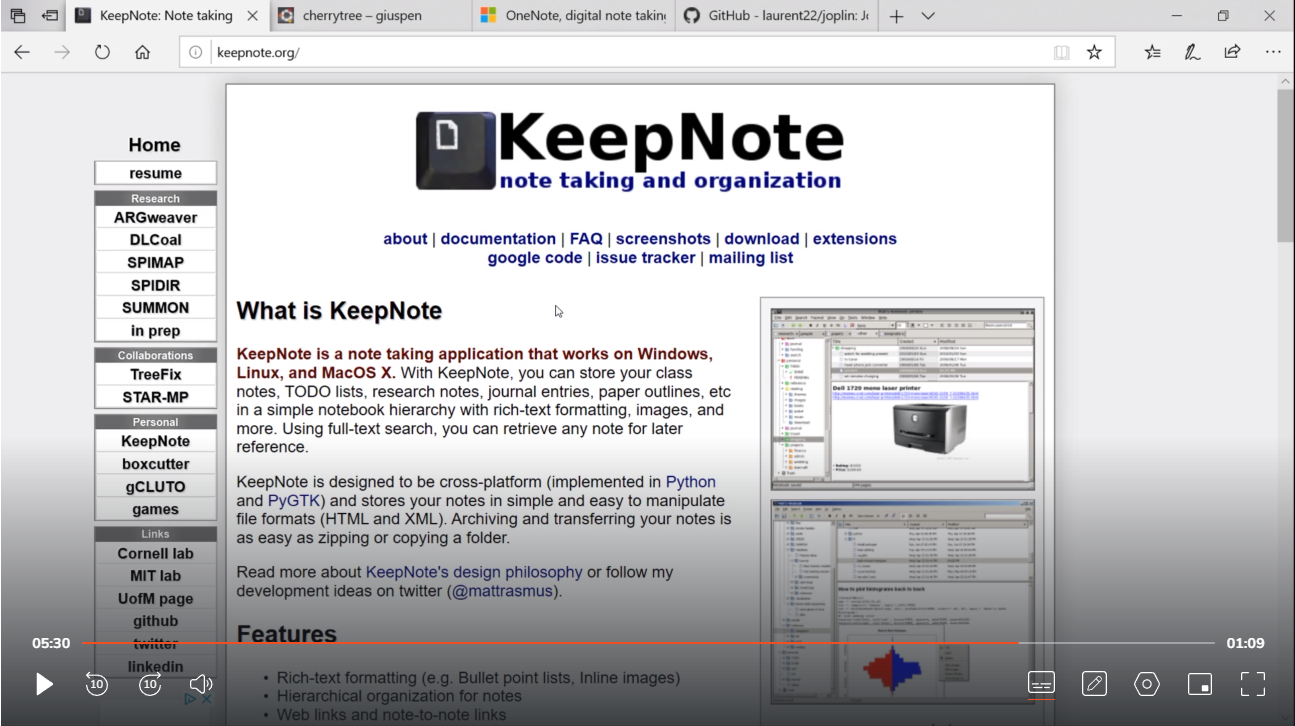 KeepNote: Note taking
cherrytree – giuspen
OneNote, digital note takin
GitHub - laurent22/joplin: Jo
keepnote.org/
Home
resume
Research
ARGweaver
DLCoal
SPIMAP
SPIDIR
SUMMON
in prep
Collaborations
TreeFix
STAR-MP
Personal
KeepNote
boxcutter
gCLUTO
games
Links
Cornell lab
MIT lab
UofM page
github
twitter
linkedin
KeepNote
note taking and organization
about | documentation | FAQ | screenshots | download | extensions
google code | issue tracker | mailing list
What is KeepNote
KeepNote is a note taking application that works on Windows,
Linux, and MacOS X. With KeepNote, you can store your class
notes, TODO lists, research notes, journal entries, paper outlines, etc
in a simple notebook hierarchy with rich-text formatting, images, and
more. Using full-text search, you can retrieve any note for later
reference.
KeepNote is designed to be cross-platform (implemented in Python
and PyGTK) and stores your notes in simple and easy to manipulate
file formats (HTML and XML). Archiving and transferring your notes is
as easy as zipping or copying a folder.
Read more about KeepNote's design philosophy or follow my
development ideas on twitter (@mattrasmus).
Features
• Rich-text formatting (e.g. Bullet point lists, Inline images)
• Hierarchical organization for notes
• Web links and note-to-note links
Dell 1720 mono laser printer
How to plot histograms back to back
05:30
01:09
10
10